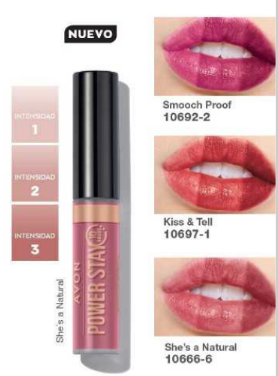 NUEVO
INTENSIDAD
1
INTENSIDAD
2
INTENSIDAD
3
She's a Natural
AVON
POWER STAY
Smooch Proof
10692-2
Kiss & Tell
10697-1
She's a Natural
10666-6